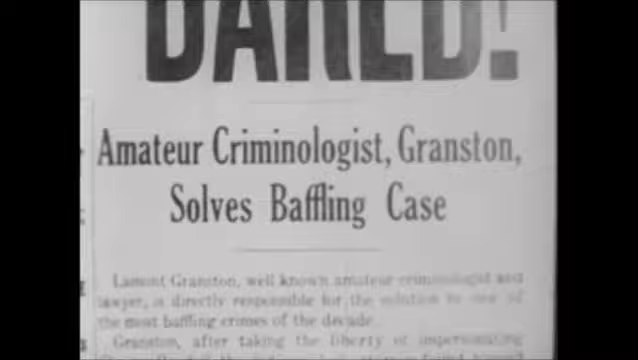 BARED!
Amateur Criminologist, Granston,
Solves Baffling Case
Lamont Granston, well known amateur criminologist and
lawyer, is directly responsible for the solution to one of
the most baffling crimes of the decade.
Granston, after taking the liberty of impersonating